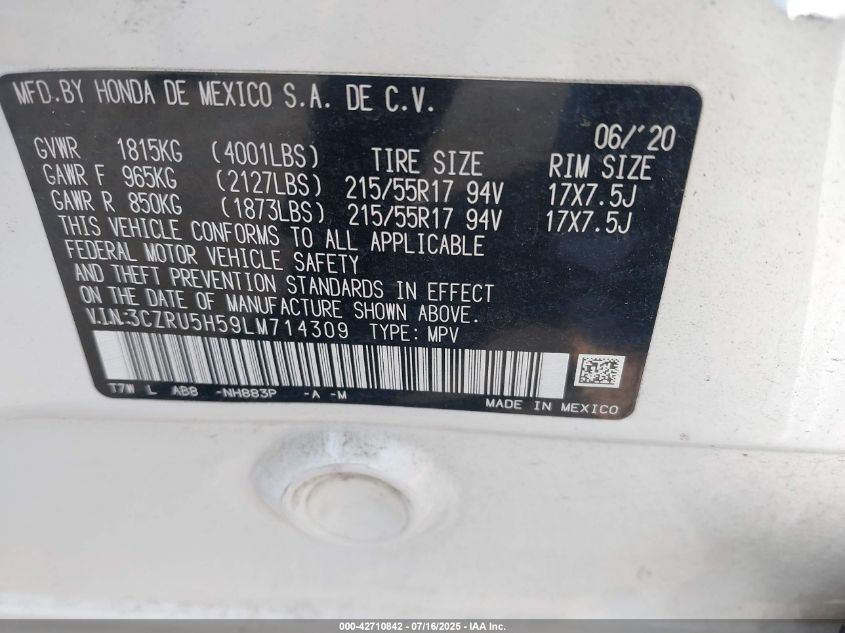 MFD.BY HONDA DE MEXICO S.A. DE C.V.
06/'20
GVWR 1815KG (4001LBS) TIRE SIZE RIM SIZE
GAWR F 965KG (2127LBS) 215/55R17 94V 17X7.5J
GAWR R 850KG (1873LBS) 215/55R17 94V 17X7.5J
THIS VEHICLE CONFORMS TO ALL APPLICABLE
FEDERAL MOTOR VEHICLE SAFETY
AND THEFT PREVENTION STANDARDS IN EFFECT
ON THE DATE OF MANUFACTURE SHOWN ABOVE.
V.I.N:3CZRU5H59LM714309 TYPE: MPV
T7W L ABB -NH883P -A -M
MADE IN MEXICO
000-42710842 / 07/16/2025 - IAA Inc.